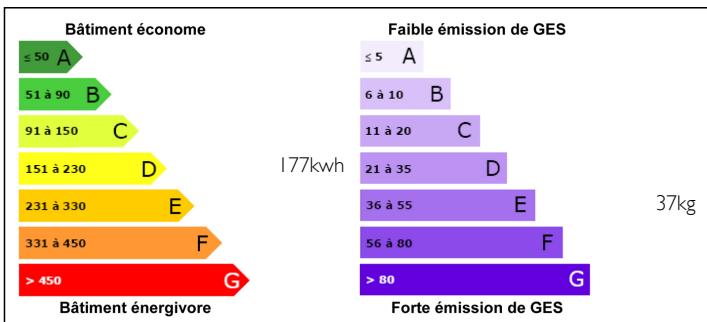 Bâtiment économe
≤ 50 A
51 à 90 B
91 à 150 C
151 à 230 D
177kwh
231 à 330 E
331 à 450 F
> 450 G
Bâtiment énergivore
Faible émission de GES
≤ 5 A
6 à 10 B
11 à 20 C
21 à 35 D
36 à 55 E
37kg
56 à 80 F
> 80 G
Forte émission de GES